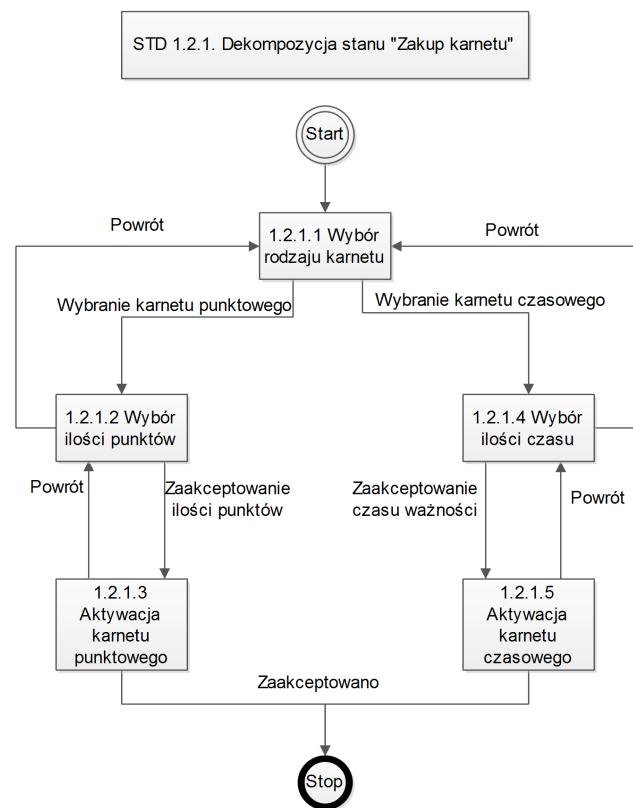 STD 1.2.1. Dekompozycja stanu "Zakup karnetu"
Start
Powrót
1.2.1.1 Wybór
rodzaju karnetu
Powrót
Wybranie karnetu punktowego
Wybranie karnetu czasowego
1.2.1.2 Wybór
ilości punktów
1.2.1.4 Wybór
ilości czasu
Powrót
Zaakceptowanie
ilości punktów
Zaakceptowanie
czasu ważności
Powrót
1.2.1.3
Aktywacja
karnetu
punktowego
1.2.1.5
Aktywacja
karnetu
czasowego
Zaakceptowano
Stop